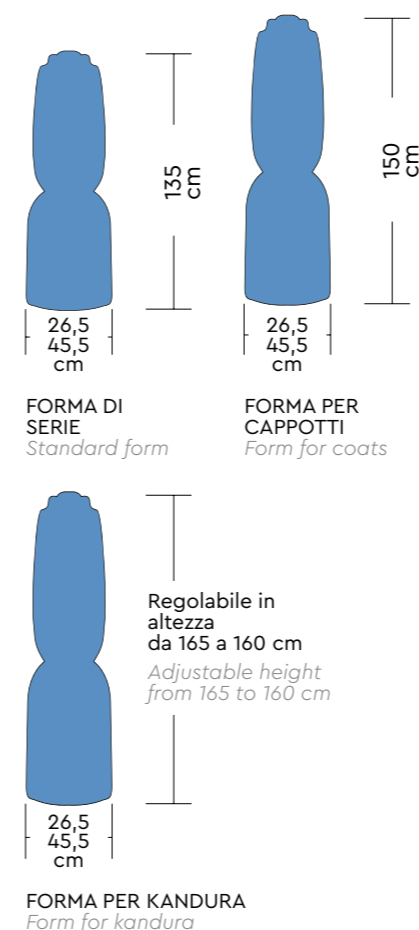 135
cm
150
cm
26,5
45,5
cm
26,5
45,5
cm
FORMA DI
SERIE
Standard form
FORMA PER
CAPPOTTI
Form for coats
Regolabile in
altezza
da 165 a 160 cm
Adjustable height
from 165 to 160 cm
26,5
45,5
cm
FORMA PER KANDURA
Form for kandura